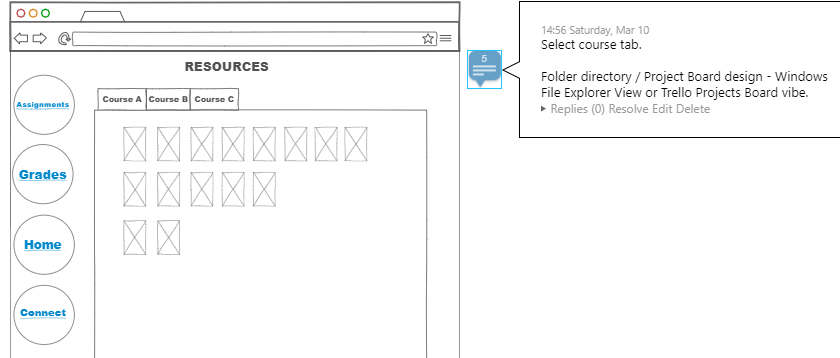 RESOURCES
Assignments
Course A Course B Course C
Grades
Home
Connect
5
14:56 Saturday, Mar 10
Select course tab.
Folder directory / Project Board design - Windows
File Explorer View or Trello Projects Board vibe.
Replies (0) Resolve Edit Delete